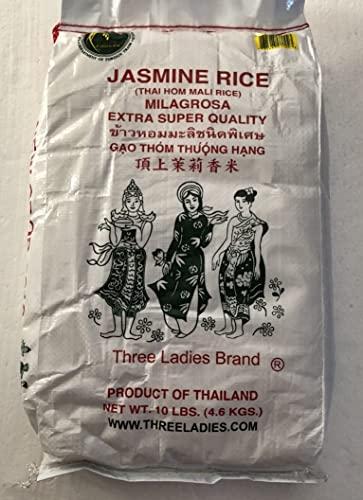 JASMINE RICE
(THAI HOM MALI RICE)
MILAGROSA
EXTRA SUPER QUALITY
ข้าวหอมมะลิชนิดพิเศษ
GẠO THƠM THƯỢNG HẠNG
頂上茉莉香米
Three Ladies Brand ®
PRODUCT OF THAILAND
NET WT. 10 LBS. (4.6 KGS.)
WWW.THREELADIES.COM